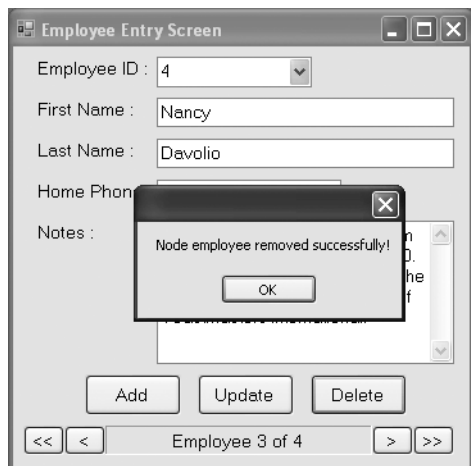 Employee Entry Screen
Employee ID : 4
First Name : Nancy
Last Name : Davolio
Home Phon
Notes :
Node employee removed successfully!
OK
he
Add Update Delete
<< < Employee 3 of 4 > >>